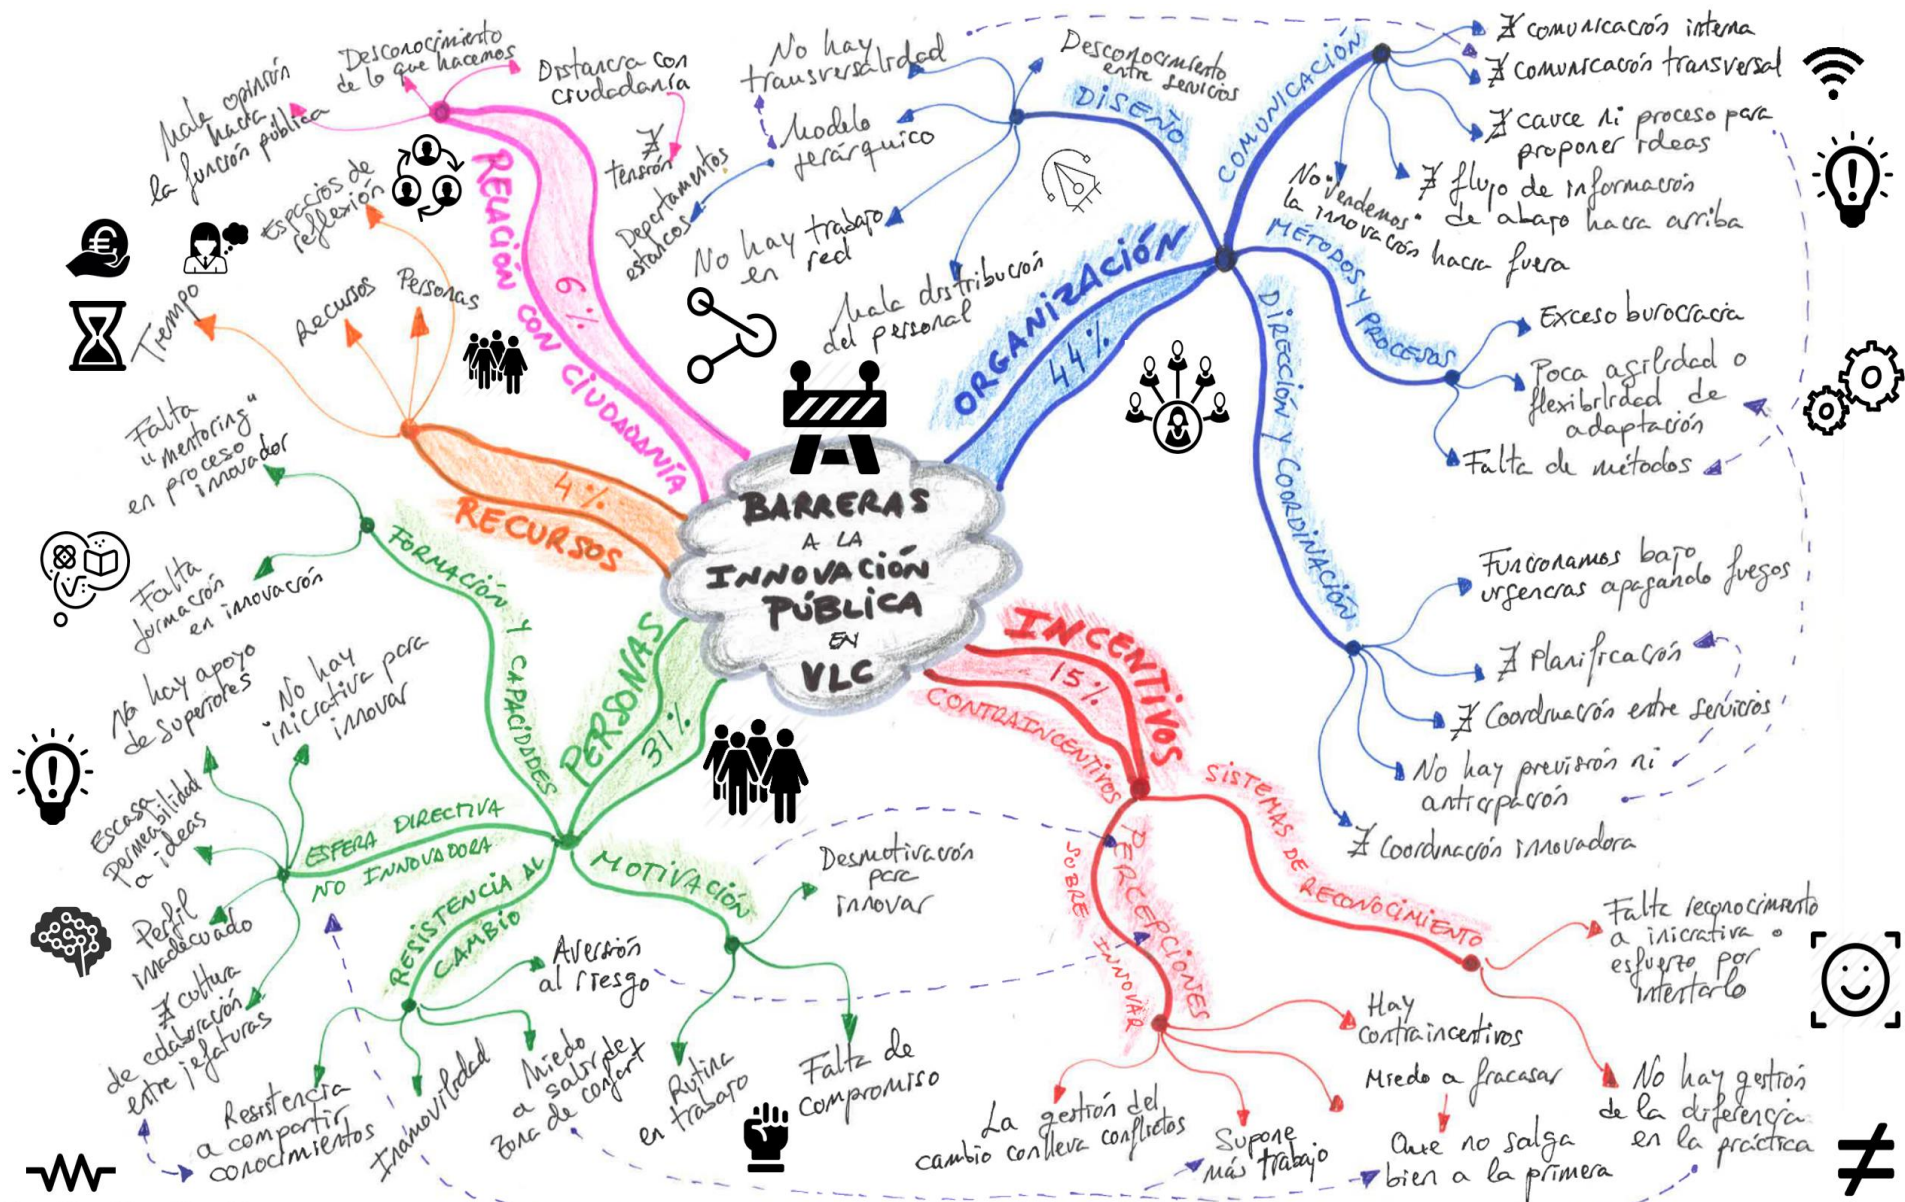 BARRERAS
A LA
INNOVACIÓN
PÚBLICA
EN
VLC
ORGANIZACIÓN
44%
COMUNICACIÓN
∄ comunicación interna
∄ comunicación transversal
∄ cauce ni proceso para
proponer ideas
∄ flujo de información
de abajo hacia arriba
No "vendemos"
la innovación hacia fuera
DISEÑO
Desconocimiento
entre servicios
No hay
transversalidad
Modelo
jerárquico
Departamentos
estancos
No hay trabajo
en red
Mala distribución
del personal
MÉTODOS Y PROCESOS
Exceso burocracia
Poca agilidad o
flexibilidad de
adaptación
Falta de métodos
DIRECCIÓN Y COORDINACIÓN
Funcionamos bajo
urgencias apagando fuegos
∄ Planificación
∄ Coordinación entre servicios
No hay previsión ni
anticipación
∄ Coordinación innovadora
INCENTIVOS
15%
CONTRAINCENTIVOS
SISTEMAS DE RECONOCIMIENTO
Falta reconocimiento
a iniciativa o
esfuerzo por
intentarlo
No hay gestión
de la diferencia
en la práctica
PERCEPCIONES
SOBRE INNOVAR
Hay
contraincentivos
Miedo a fracasar
Que no salga
bien a la primera
Supone
más trabajo
La gestión del
cambio conlleva conflictos
PERSONAS
31%
MOTIVACIÓN
Desmotivación
para
innovar
Falta de
compromiso
Rutina
en trabajo
RESISTENCIA AL
CAMBIO
Aversión
al riesgo
Miedo
a salir de
zona de confort
Inamovilidad
Resistencia
a compartir
conocimientos
ESFERA DIRECTIVA
NO INNOVADORA
No hay iniciativa para
innovar
No hay apoyo
de superiores
Escasa
permeabilidad
a ideas
Perfil
inadecuado
∄ cultura
de colaboración
entre jefaturas
FORMACIÓN Y CAPACIDADES
Falta
formación
en innovación
Falta
"mentoring"
en proceso
innovador
RECURSOS
4%
Tiempo
Recursos
Personas
Espacios de
reflexión
RELACIÓN CON CIUDADANÍA
6%
Mala opinión
hacia
la función pública
Desconocimiento
de lo que hacemos
Distancia con
ciudadanía
∄
tensión